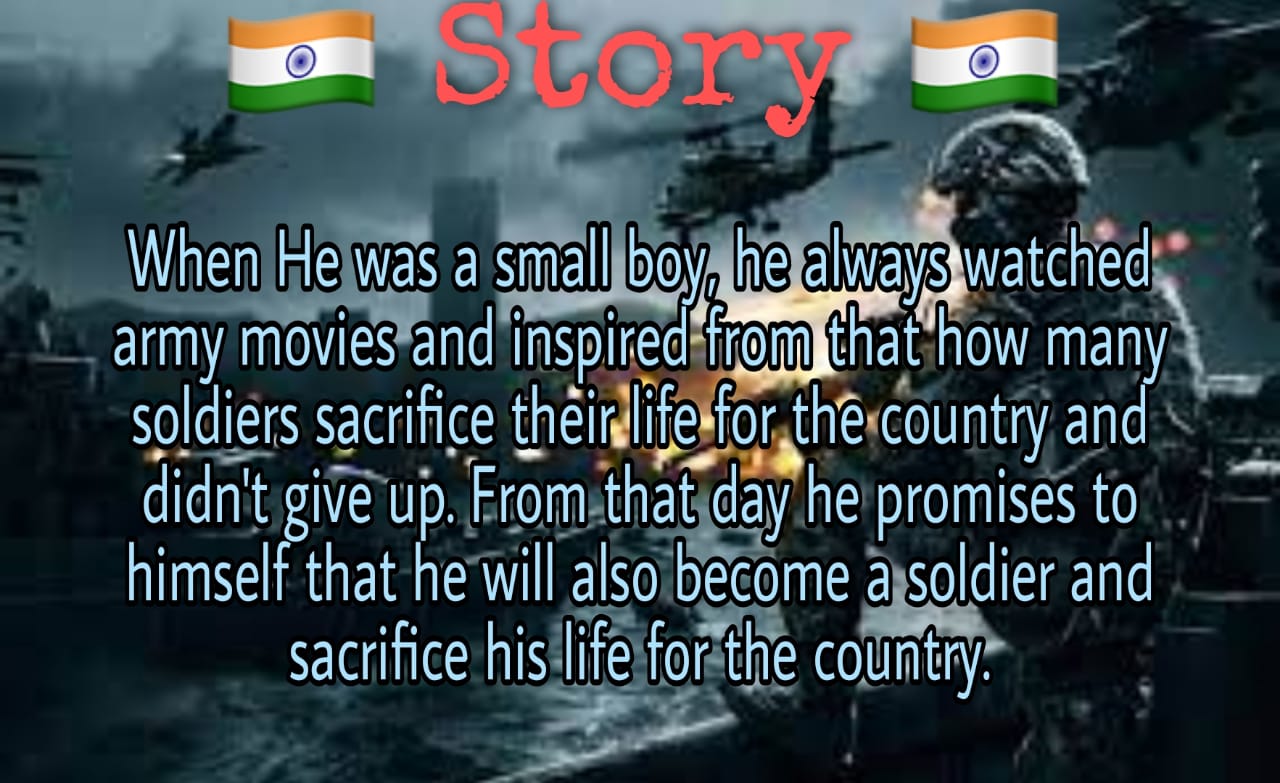 Story
When He was a small boy, he always watched
army movies and inspired from that how many
soldiers sacrifice their life for the country and
didn't give up. From that day he promises to
himself that he will also become a soldier and
sacrifice his life for the country.